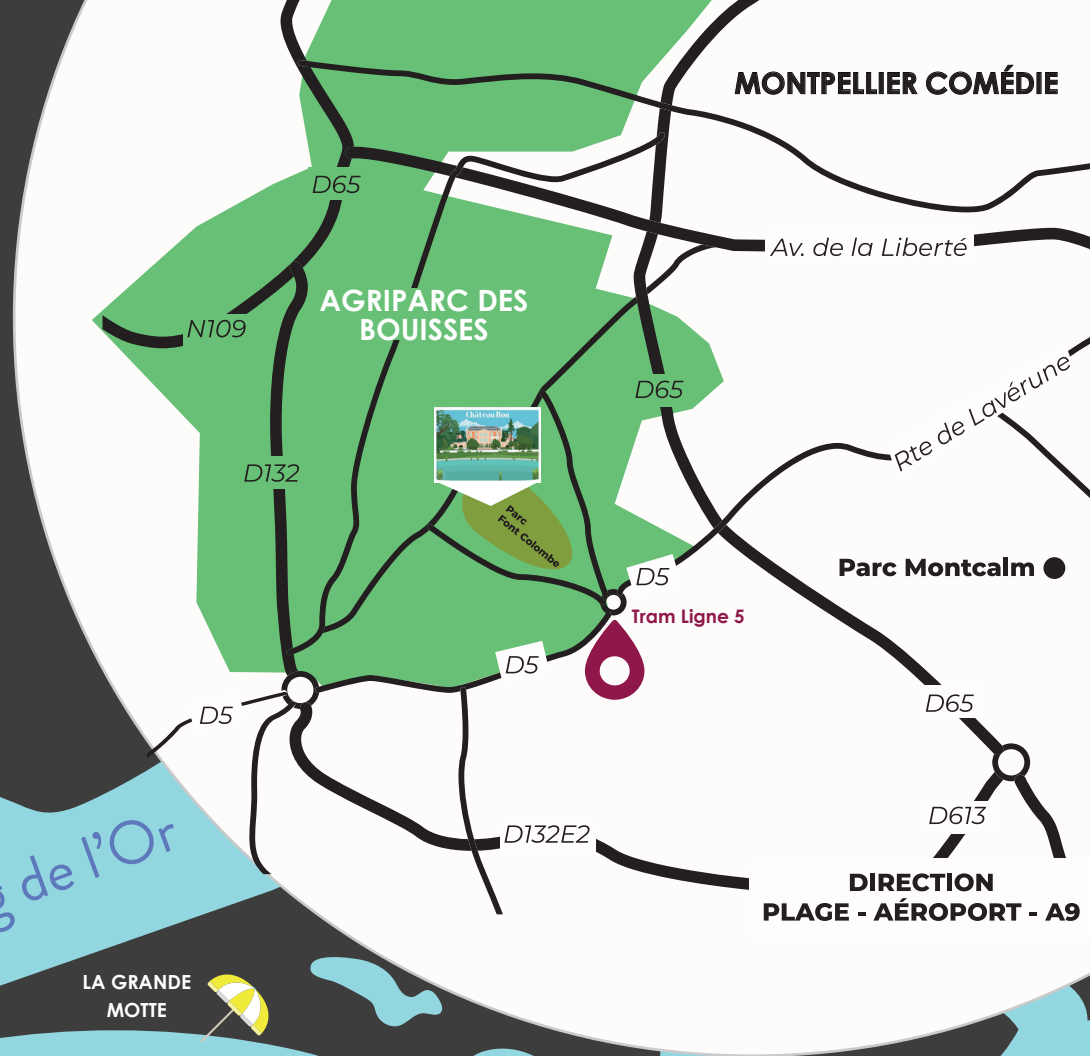 MONTPELLIER COMÉDIE
D65
Av. de la Liberté
AGRIPARC DES
BOUISSES
N109
D65
Rte de Lavérune
Château Bon
D132
Parc
Font Colombe
Parc Montcalm
D5
Tram Ligne 5
D5
D5
D65
D613
D132E2
de l'Or
DIRECTION
PLAGE - AÉROPORT - A9
LA GRANDE
MOTTE